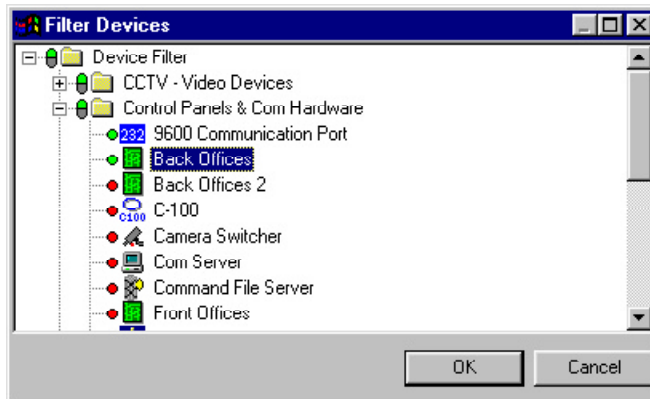 Filter Devices
Device Filter
CCTV - Video Devices
Control Panels & Com Hardware
232 9600 Communication Port
Back Offices
Back Offices 2
C100 C-100
Camera Switcher
Com Server
Command File Server
Front Offices
OK Cancel